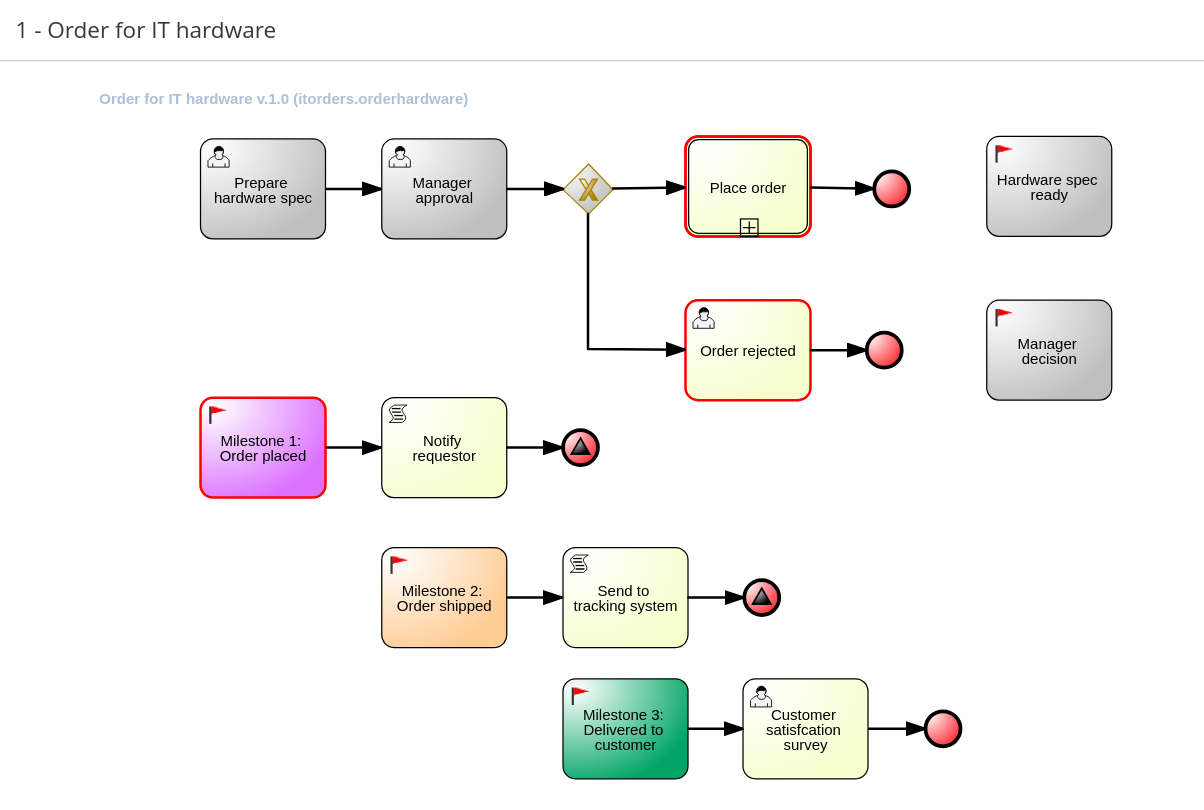 1 - Order for IT hardware
Order for IT hardware v.1.0 (itorders.orderhardware)
Prepare
hardware spec
Manager
approval
Place order
Hardware spec
ready
Order rejected
Manager
decision
Milestone 1:
Order placed
Notify
requestor
Milestone 2:
Order shipped
Send to
tracking system
Milestone 3:
Delivered to
customer
Customer
satisfcation
survey